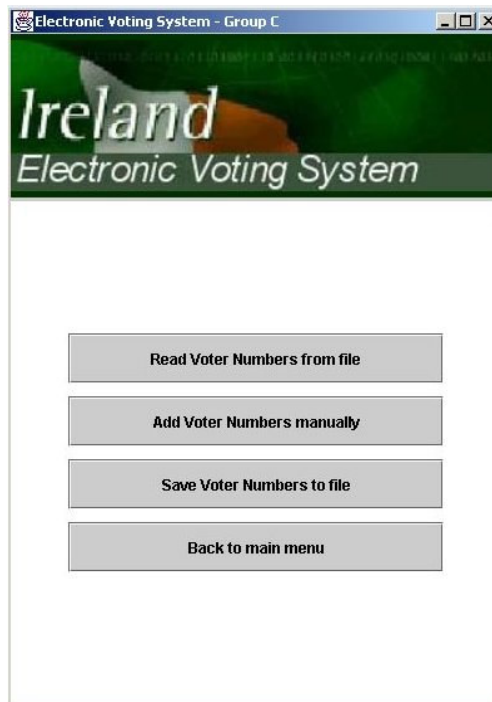 Electronic Voting System - Group C
Ireland
Electronic Voting System
Read Voter Numbers from file
Add Voter Numbers manually
Save Voter Numbers to file
Back to main menu